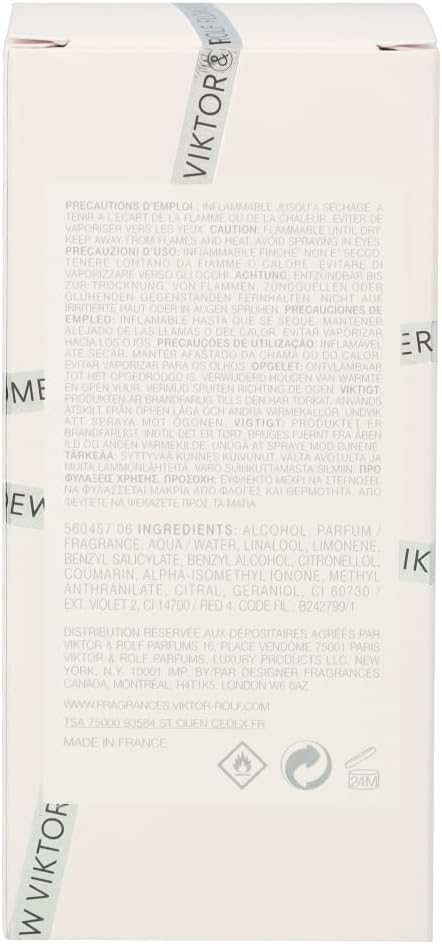 VIKTOR & ROLF
PRECAUTIONS D'EMPLOI : INFLAMMABLE JUSQU'A SECHAGE. A
TENIR A L'ECART DE LA FLAMME OU DE LA CHALEUR. EVITER DE
VAPORISER VERS LES YEUX. CAUTION: FLAMMABLE UNTIL DRY.
KEEP AWAY FROM FLAMES AND HEAT. AVOID SPRAYING IN EYES.
PRECAUZIONI D'USO: INFIAMMABILE FINCHE' NON E' SECCO.
TENERE LONTANO DA FIAMME O CALORE. EVITARE DI
VAPORIZZARE VERSO GLI OCCHI. ACHTUNG: ENTZÜNDBAR BIS
ZUR TROCKNUNG. VON FLAMMEN, ZÜNDQUELLEN ODER
GLÜHENDEN GEGENSTÄNDEN FERNHALTEN. NICHT AUF
IRRITIERTE HAUT ODER IN AUGEN SPRÜHEN. PRECAUCIONES DE
EMPLEO: INFLAMABLE HASTA QUE SE SEQUE. MANTENER
ALEJADO DE LAS LLAMAS O DEL CALOR. EVITAR VAPORIZAR
HACIA LOS OJOS. PRECAUÇÕES DE UTILIZAÇÃO: INFLAMÁVEL
ATÉ SECAR. MANTER AFASTADO DA CHAMA OU DO CALOR.
EVITAR VAPORIZAR PARA OS OLHOS. OPGELET: ONTVLAMBAAR
TOT HET OPGEDROOGD IS. VERWIJDERD HOUDEN VAN WARMTE
EN OPEN VUUR. VERMIJD SPUITEN RICHTING DE OGEN. VIKTIGT:
PRODUKTEN ÄR BRANDFARLIG TILLS DEN HAR TORKAT. ANVÄNDS
ÅTSKILT FRÅN ÖPPEN LÅGA OCH ANDRA VÄRMEKÄLLOR. UNDVIK
ATT SPRAYA MOT ÖGONEN. VIGTIGT: PRODUKTET ER
BRANDFARLIGT INDTIL DET ER TØRT. BRUGES FJERNT FRA ÅBEN
ILD OG ANDEN VARMEKILDE. UNDGÅ AT SPRAYE MOD ØJNENE.
TÄRKEÄÄ: SYTTYVÄÄ KUNNES KUIVUNUT. VÄLTÄ AVOTULTA JA
MUITA LÄMMÖNLÄHTEITÄ. VARO SUIHKUTTAMASTA SILMIIN. ΠΡΟ
ΦΥΛΑΞΕΙΣ ΧΡΗΣΗΣ. ΠΡΟΣΟΧΗ: ΕΥΦΛΕΚΤΟ ΜΕΧΡΙ ΝΑ ΣΤΕΓΝΩΣΕΙ.
ΝΑ ΦΥΛΑΣΣΕΤΑΙ ΜΑΚΡΙΑ ΑΠΟ ΦΛΟΓΕΣ ΚΑΙ ΘΕΡΜΟΤΗΤΑ. ΑΠΟ
ΦΕΥΓΕΤΕ ΝΑ ΨΕΚΑΖΕΤΕ ΠΡΟΣ ΤΑ ΜΑΤΙΑ
ER
OMB
DEW
IK
560457 06 INGREDIENTS: ALCOHOL, PARFUM /
FRAGRANCE, AQUA / WATER, LINALOOL, LIMONENE,
BENZYL SALICYLATE, BENZYL ALCOHOL, CITRONELLOL,
COUMARIN, ALPHA-ISOMETHYL IONONE, METHYL
ANTHRANILATE, CITRAL, GERANIOL, CI 60730 /
EXT. VIOLET 2, CI 14700 / RED 4. CODE FIL : B242799/1
DISTRIBUTION RÉSERVÉE AUX DÉPOSITAIRES AGRÉÉS PAR
VIKTOR & ROLF PARFUMS 16, PLACE VENDÔME 75001 PARIS
VIKTOR & ROLF PARFUMS, LUXURY PRODUCTS LLC, NEW
YORK, N.Y. 10001 IMP. BY/PAR DESIGNER FRAGRANCES
CANADA, MONTRÉAL, H4T1K5, LONDON W6 8AZ
WWW.FRAGRANCES.VIKTOR-ROLF.COM
TSA 75000 93584 ST OUEN CEDEX FR
MADE IN FRANCE
24M
W VIKTOR